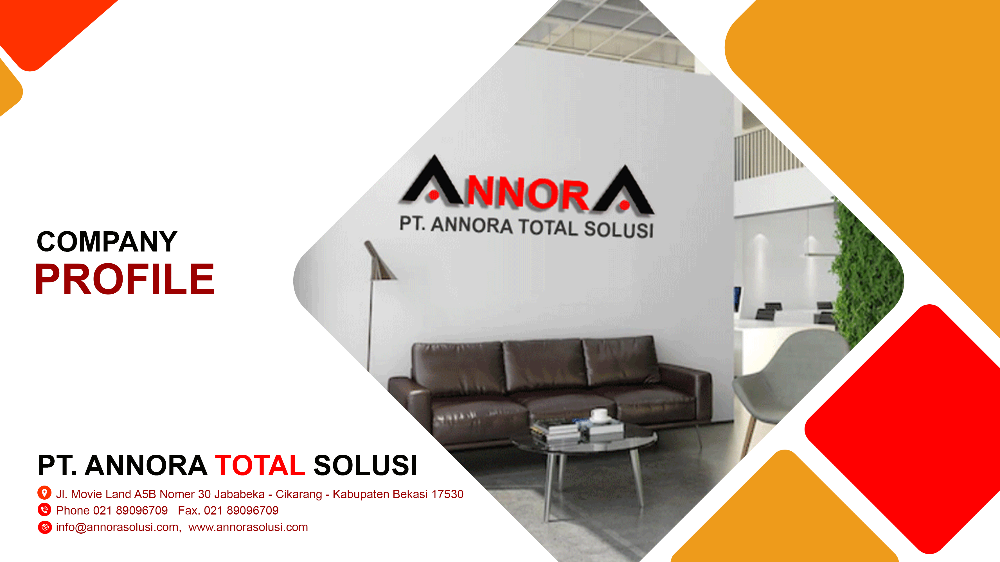 ANNORA
PT. ANNORA TOTAL SOLUSI
COMPANY
PROFILE
PT. ANNORA TOTAL SOLUSI
Jl. Movie Land A5B Nomer 30 Jababeka - Cikarang - Kabupaten Bekasi 17530
Phone 021 89096709 Fax. 021 89096709
info@annorasolusi.com, www.annorasolusi.com